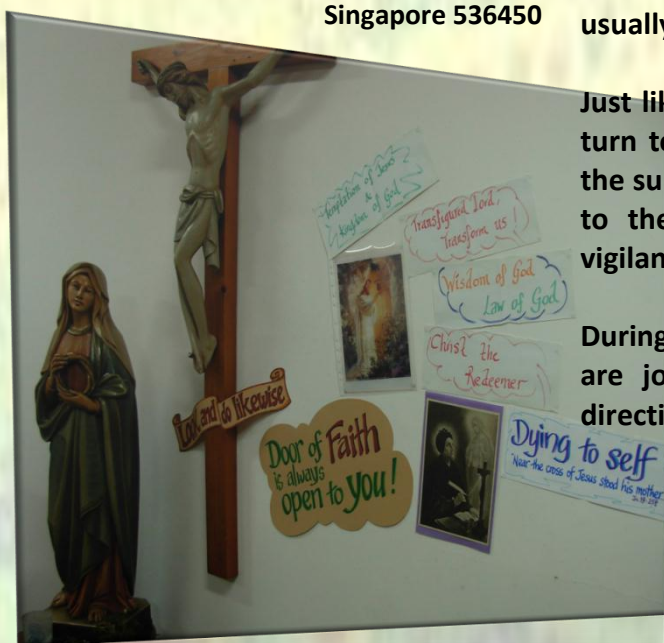 Singapore 536450
usually
Just lik
turn to
the su
to the
vigilan
During
are jo
directi
Temptation of Jesus
&
Kingdom of God
Transfigured Lord,
Transform us !
Wisdom of God
Law of God
Christ the
Redeemer
Look and do likewise
Door of Faith
is always
open to you!
Dying to self
"Near the cross of Jesus stood his mother